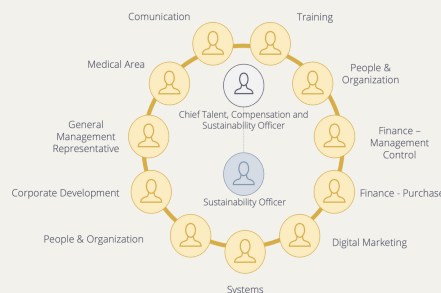 Comunication
Training
Medical Area
People &
Organization
Chief Talent, Compensation and
Sustainability Officer
General
Management
Representative
Finance –
Management
Control
Corporate Development
Sustainability Officer
Finance - Purchase
People & Organization
Digital Marketing
Systems